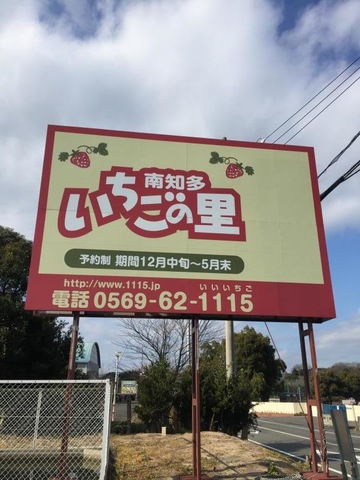 南知多
いちごの里
予約制 期間12月中旬〜5月末
http://www.1115.jp
いいいちご
電話 0569-62-1115